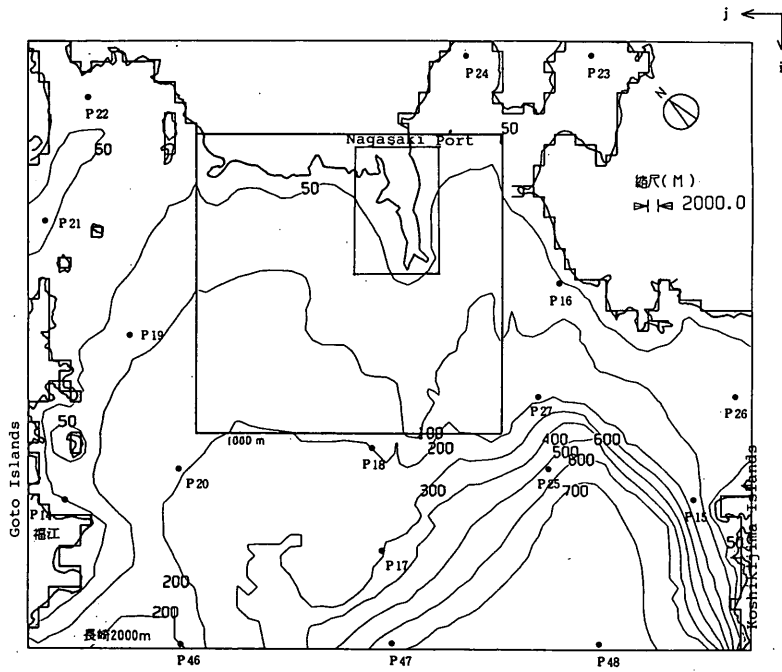 j
i
P24
P23
P22
50
Nagasaki Port
N
50
50
縮尺(M)
2000.0
P21
P16
P19
P27
P26
50
100
1000 m
200
P18
400
600
500
600
P20
P25
300
700
P15
P14
福江
50
P17
Goto Islands
Koshikijima Islands
200
200
長崎2000m
P46
P47
P48